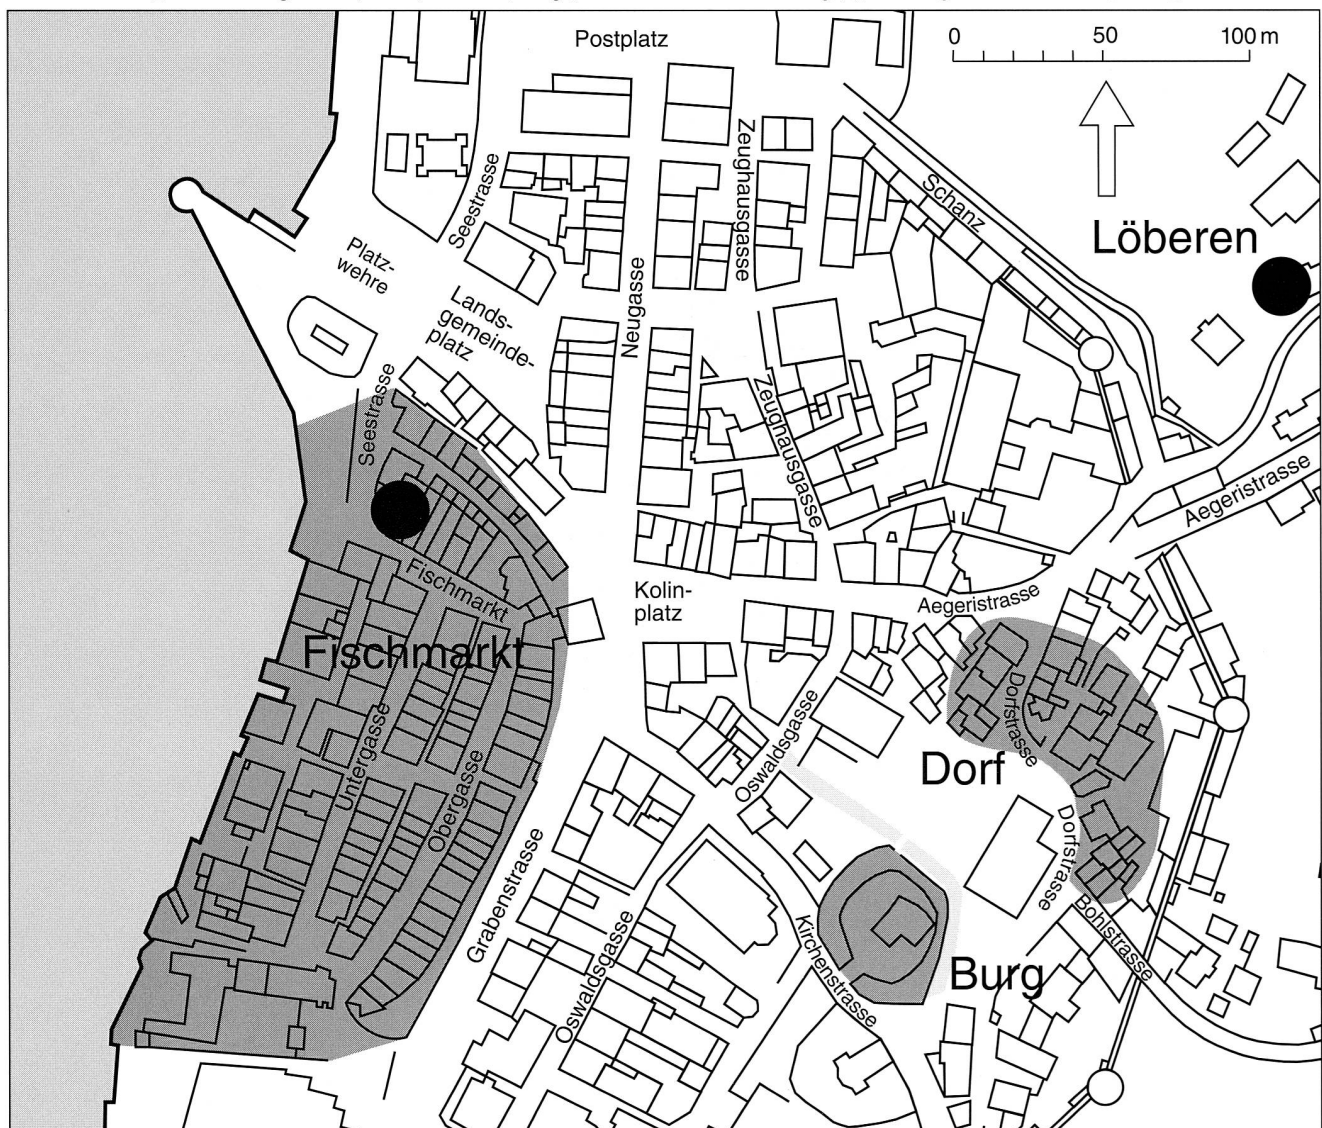 Postplatz
0 50 100 m
Zeughausgasse
Seestrasse
Schanz
Löberen
Platz-
wehre
Lands-
gemeinde-
platz
Neugasse
Seestrasse
Zeughausgasse
Aegeristrasse
Fischmarkt
Kolin-
platz
Aegeristrasse
Fischmarkt
Dorfstrasse
Oswaldsgasse
Untergasse
Obergasse
Dorf
Dorfstrasse
Grabenstrasse
Oswaldsgasse
Kirchenstrasse
Bohlstrasse
Burg